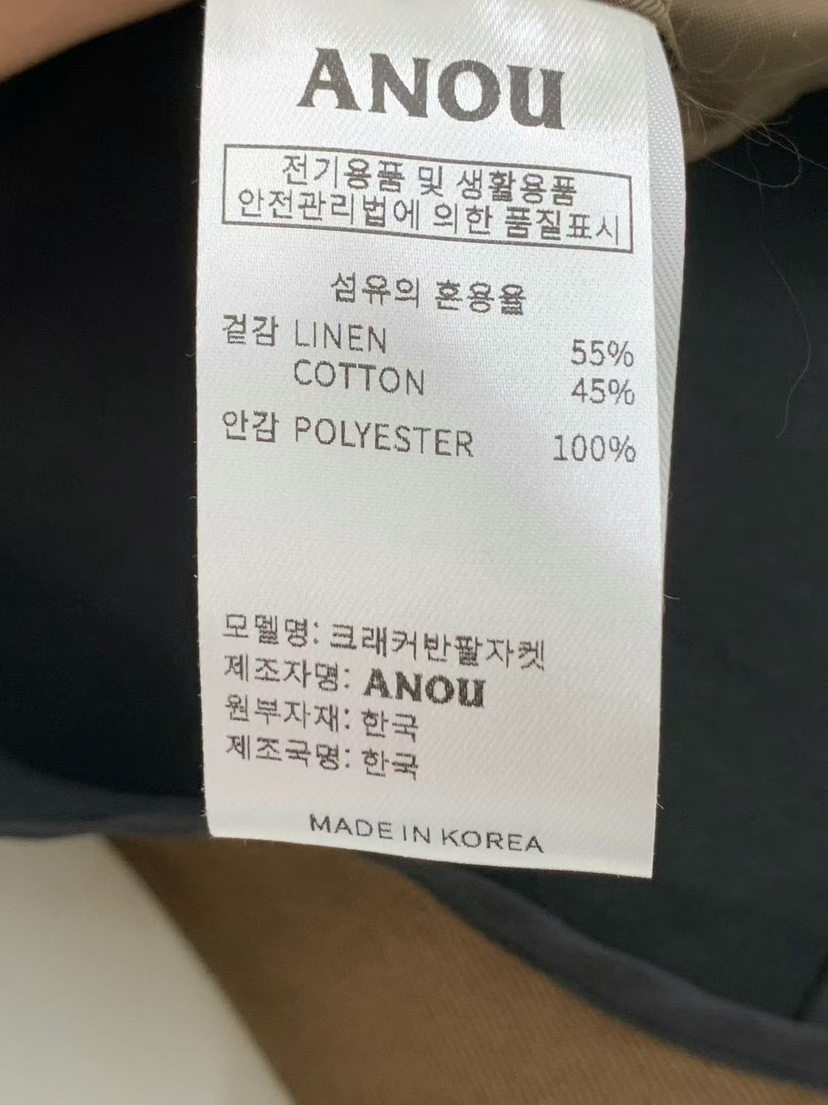 ANOU
전기용품 및 생활용품
안전관리법에 의한 품질표시
섬유의 혼용율
겉감 LINEN 55%
COTTON 45%
안감 POLYESTER 100%
모델명: 크래커반팔자켓
제조자명: ANOU
원부자재: 한국
제조국명: 한국
MADE IN KOREA